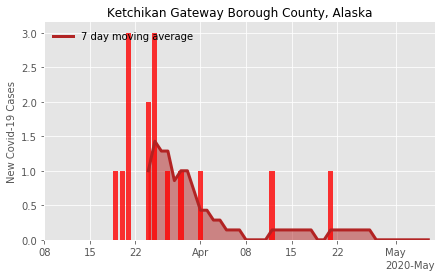 Ketchikan Gateway Borough County, Alaska
7 day moving average
New Covid-19 Cases
3.0
2.5
2.0
1.5
1.0
0.5
0.0
08 15 22 Apr 08 15 22 May
2020-May